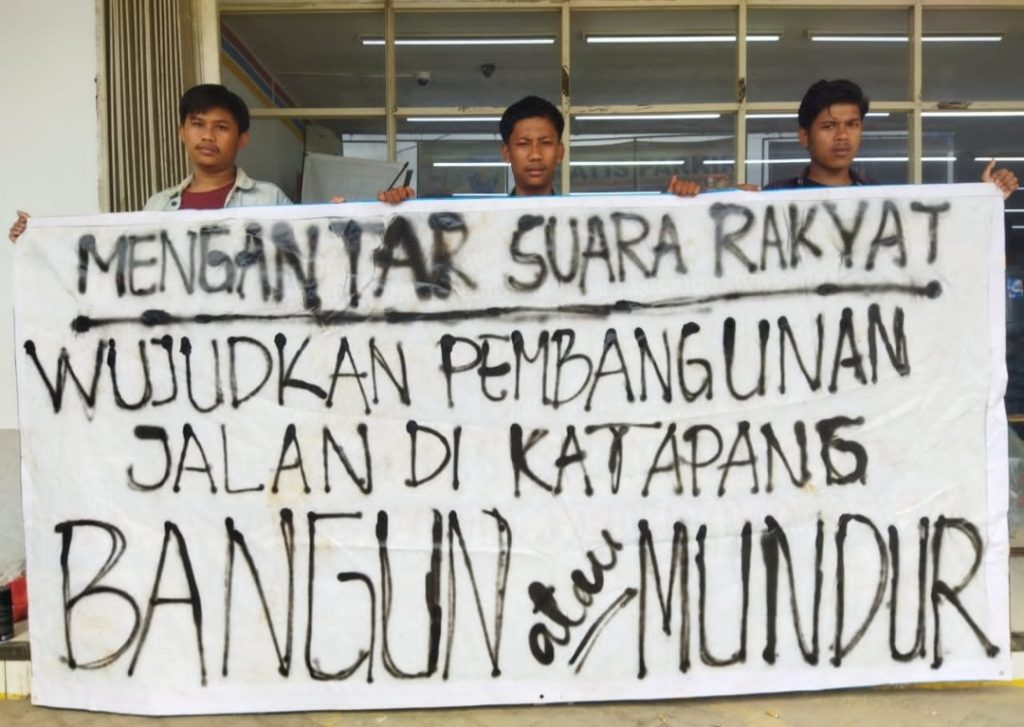 MENGANTAR SUARA RAKYAT
WUJUDKAN PEMBANGUNAN
JALAN DI KATAPANG
BANGUN atau MUNDUR